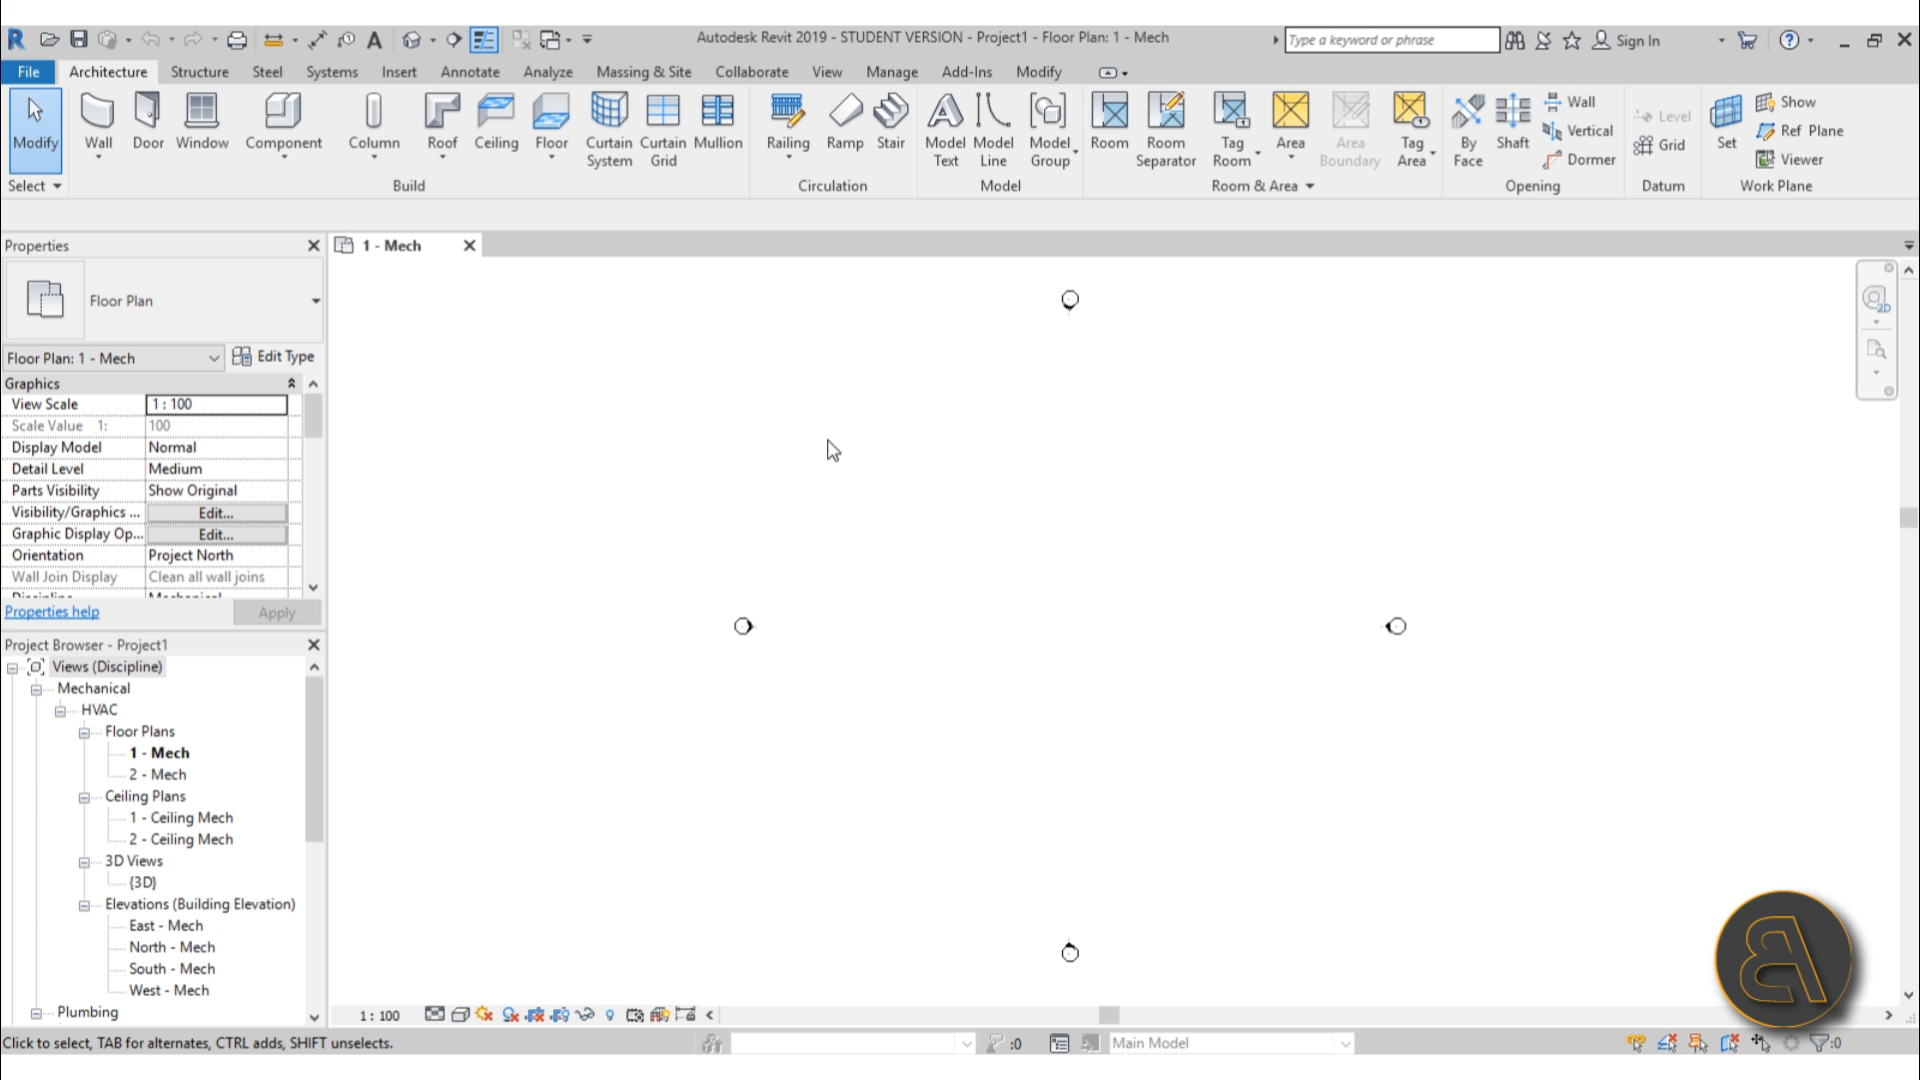 Autodesk Revit 2019 - STUDENT VERSION - Project1 - Floor Plan: 1 - Mech
Type a keyword or phrase
Sign In
File Architecture Structure Steel Systems Insert Annotate Analyze Massing & Site Collaborate View Manage Add-Ins Modify
Modify Wall Door Window Component Column Roof Ceiling Floor Curtain System Curtain Grid Mullion Railing Ramp Stair Model Text Model Line Model Group Room Room Separator Tag Room Area Area Boundary Tag Area By Face Shaft Wall Vertical Dormer Level Grid Set Show Ref Plane Viewer
Select Build Circulation Model Room & Area Opening Datum Work Plane
Properties
1 - Mech
Floor Plan
2D
Floor Plan: 1 - Mech Edit Type
Graphics
View Scale 1 : 100
Scale Value 1: 100
Display Model Normal
Detail Level Medium
Parts Visibility Show Original
Visibility/Graphics ... Edit...
Graphic Display Op... Edit...
Orientation Project North
Wall Join Display Clean all wall joins
Discipline Mechanical
Properties help Apply
Project Browser - Project1
Views (Discipline)
Mechanical
HVAC
Floor Plans
1 - Mech
2 - Mech
Ceiling Plans
1 - Ceiling Mech
2 - Ceiling Mech
3D Views
{3D}
Elevations (Building Elevation)
East - Mech
North - Mech
South - Mech
West - Mech
Plumbing
1 : 100
Click to select, TAB for alternates, CTRL adds, SHIFT unselects.
:0
Main Model
:0